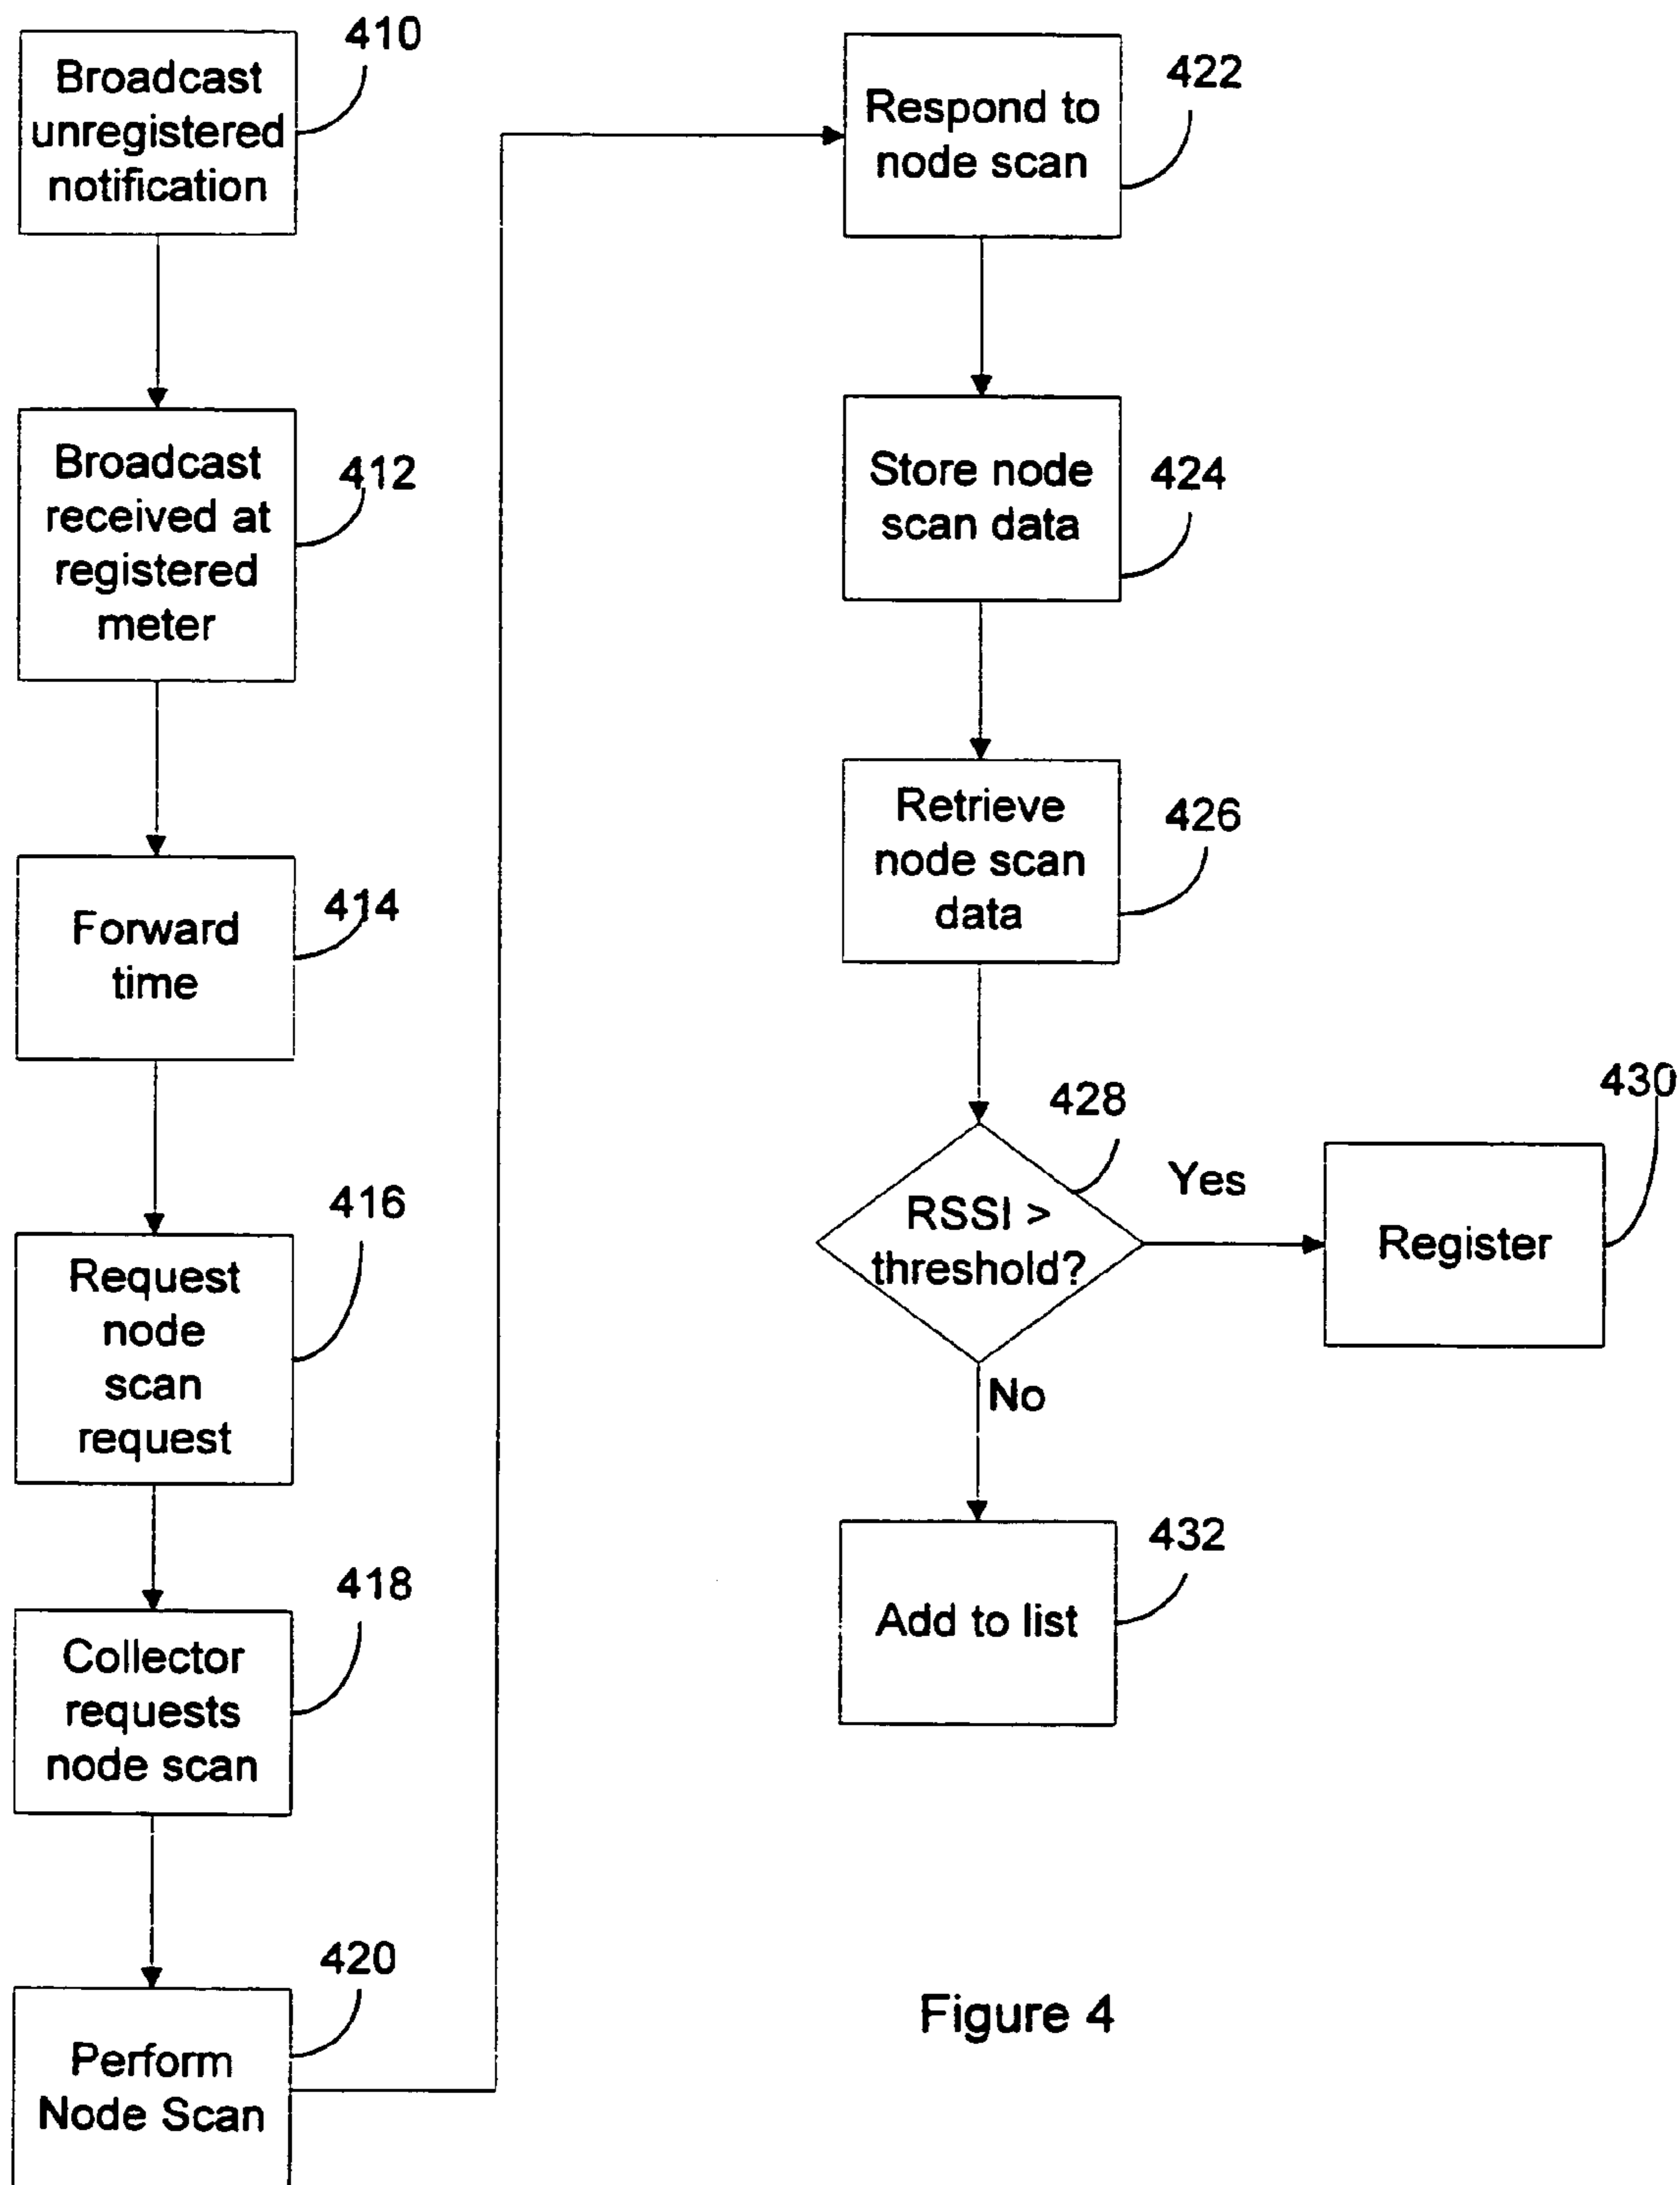 410
Broadcast
unregistered
notification
412
Broadcast
received at
registered
meter
414
Forward
time
416
Request
node
scan
request
418
Collector
requests
node scan
420
Perform
Node Scan
422
Respond to
node scan
424
Store node
scan data
426
Retrieve
node scan
data
428
RSSI >
threshold?
Yes
430
Register
No
432
Add to list
Figure 4